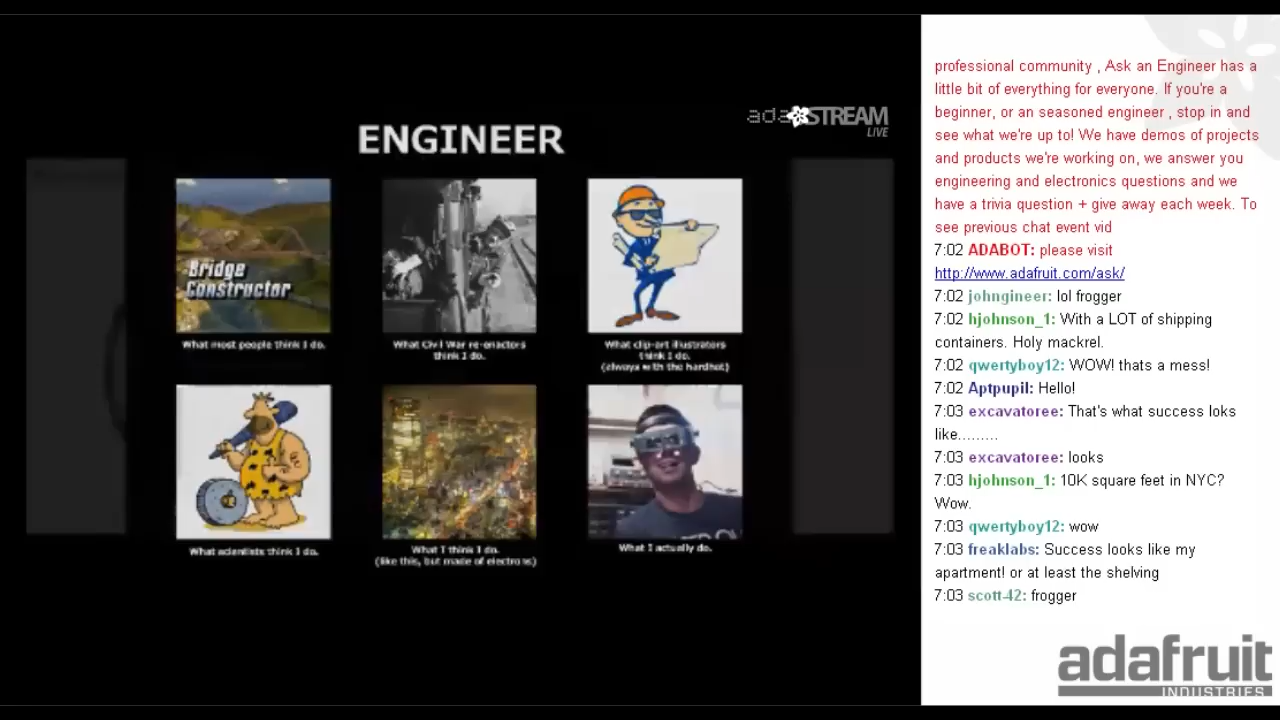 adaSTREAM
LIVE
ENGINEER
Bridge
Constructor
What most people think I do.
What Civil War re-enactors
think I do.
What clip-art illustrators
think I do.
(always with the hardhat)
What scientists think I do.
What I think I do.
(like this, but made of electrons)
What I actually do.
professional community , Ask an Engineer has a
little bit of everything for everyone. If you're a
beginner, or an seasoned engineer , stop in and
see what we're up to! We have demos of projects
and products we're working on, we answer you
engineering and electronics questions and we
have a trivia question + give away each week. To
see previous chat event vid
7:02 ADABOT: please visit
http://www.adafruit.com/ask/
7:02 johngineer: lol frogger
7:02 hjohnson_1: With a LOT of shipping
containers. Holy mackrel.
7:02 qwertyboy12: WOW! thats a mess!
7:02 Aptpupil: Hello!
7:03 excavatoree: That's what success loks
like.........
7:03 excavatoree: looks
7:03 hjohnson_1: 10K square feet in NYC?
Wow.
7:03 qwertyboy12: wow
7:03 freaklabs: Success looks like my
apartment! or at least the shelving
7:03 scott-42: frogger
adafruit
INDUSTRIES